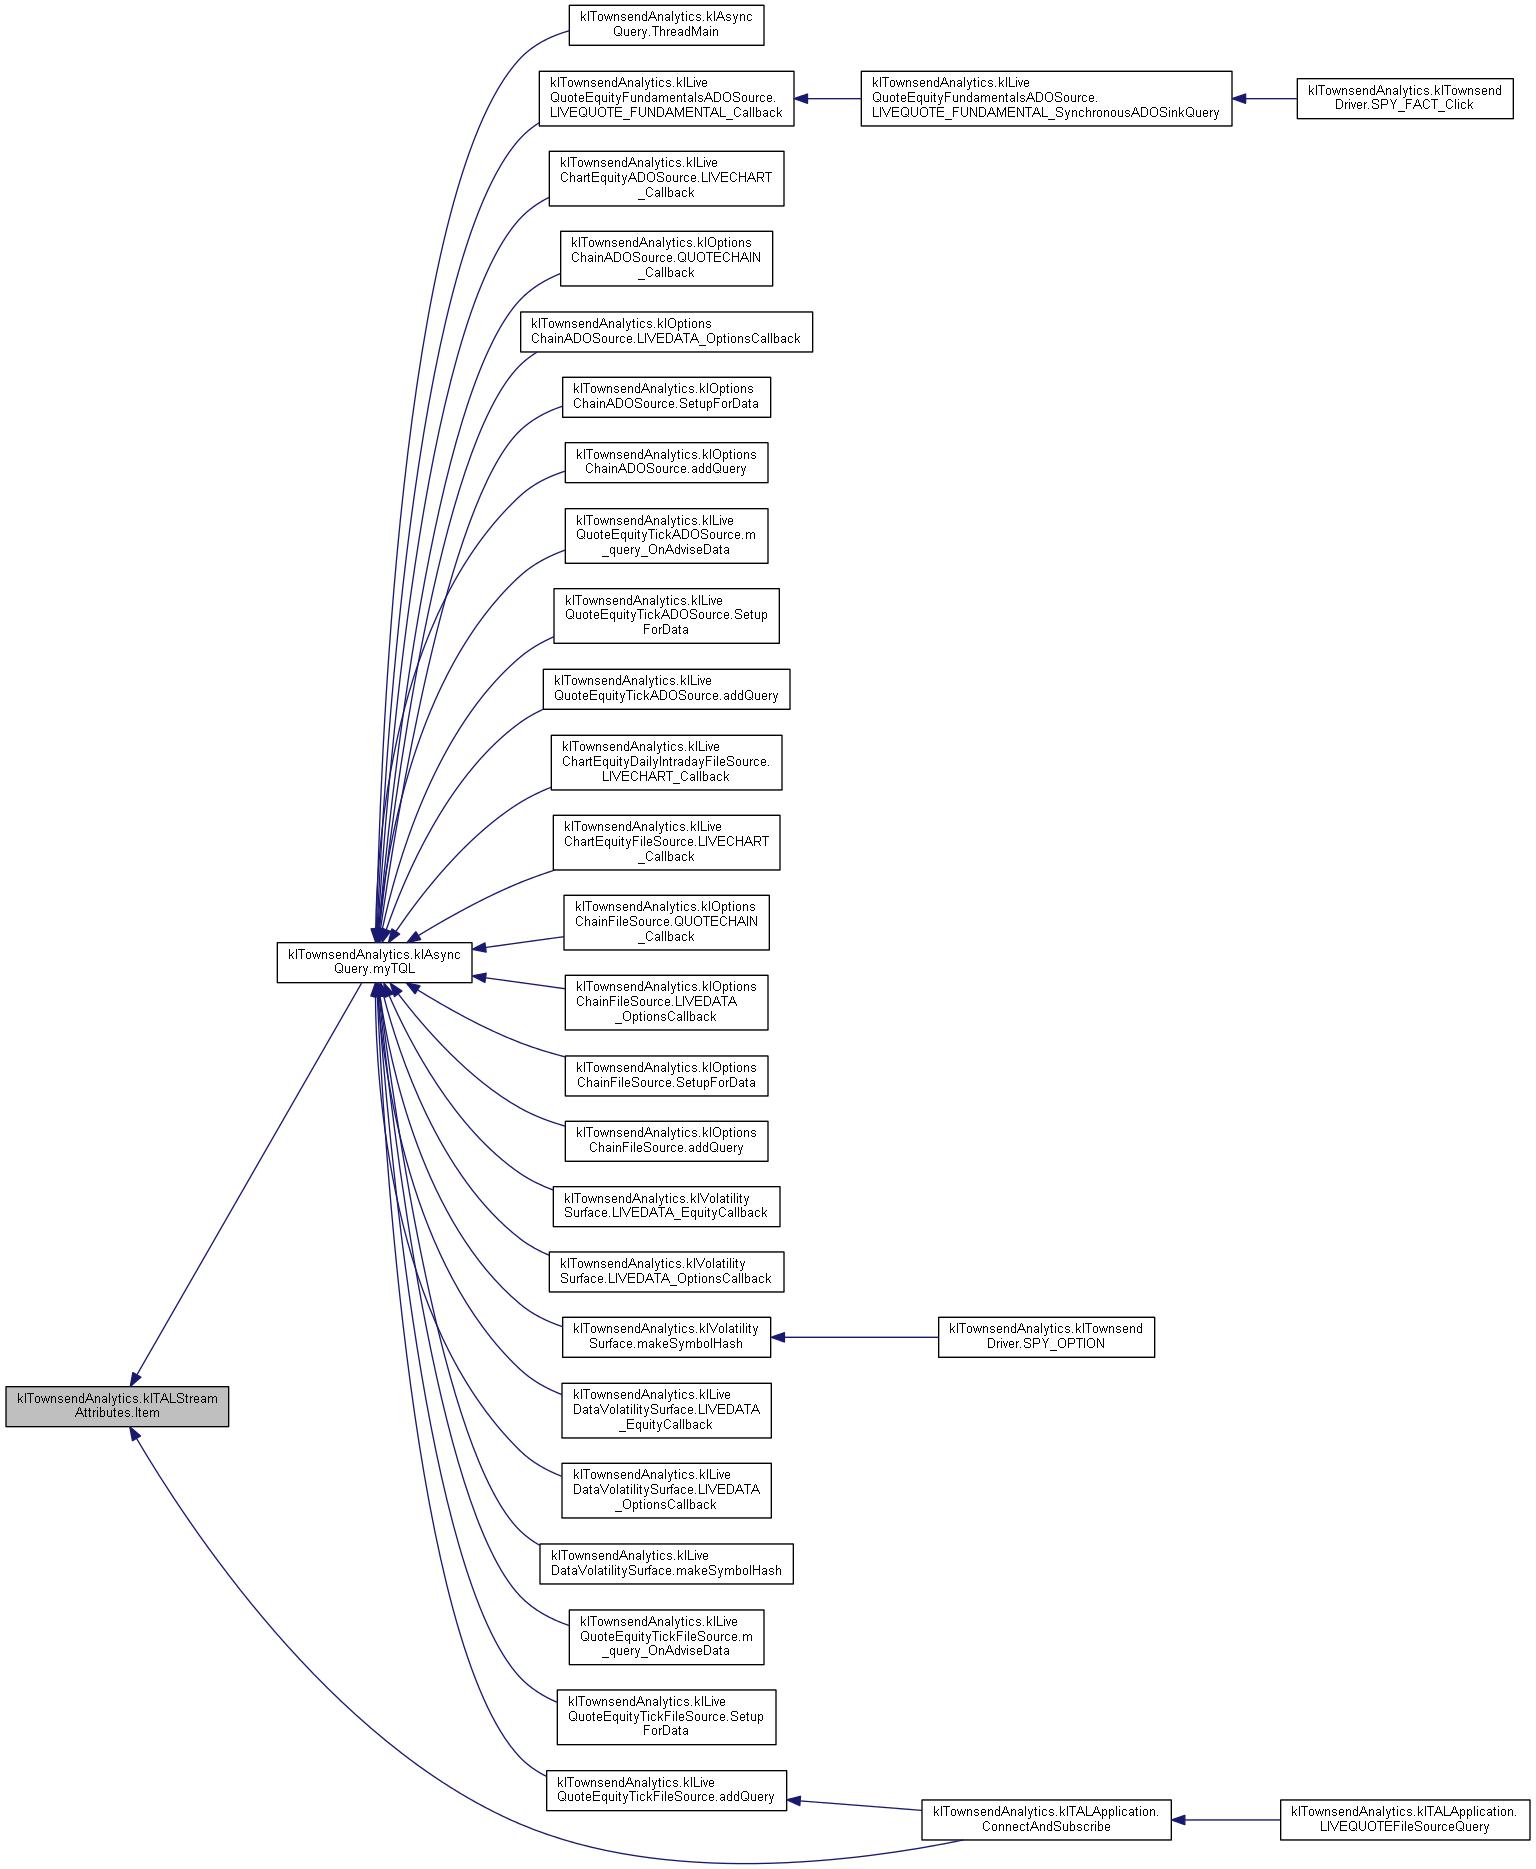 klTownsendAnalytics.klAsync
Query.ThreadMain
klTownsendAnalytics.klLive
QuoteEquityFundamentalsADOSource.
LIVEQUOTE_FUNDAMENTAL_Callback
klTownsendAnalytics.klLive
QuoteEquityFundamentalsADOSource.
LIVEQUOTE_FUNDAMENTAL_SynchronousADOSinkQuery
klTownsendAnalytics.klTownsend
Driver.SPY_FACT_Click
klTownsendAnalytics.klLive
ChartEquityADOSource.LIVECHART
_Callback
klTownsendAnalytics.klOptions
ChainADOSource.QUOTECHAIN
_Callback
klTownsendAnalytics.klOptions
ChainADOSource.LIVEDATA_OptionsCallback
klTownsendAnalytics.klOptions
ChainADOSource.SetupForData
klTownsendAnalytics.klOptions
ChainADOSource.addQuery
klTownsendAnalytics.klLive
QuoteEquityTickADOSource.m
_query_OnAdviseData
klTownsendAnalytics.klLive
QuoteEquityTickADOSource.Setup
ForData
klTownsendAnalytics.klLive
QuoteEquityTickADOSource.addQuery
klTownsendAnalytics.klLive
ChartEquityDailyIntradayFileSource.
LIVECHART_Callback
klTownsendAnalytics.klLive
ChartEquityFileSource.LIVECHART
_Callback
klTownsendAnalytics.klOptions
ChainFileSource.QUOTECHAIN
_Callback
klTownsendAnalytics.klAsync
Query.myTQL
klTownsendAnalytics.klOptions
ChainFileSource.LIVEDATA
_OptionsCallback
klTownsendAnalytics.klOptions
ChainFileSource.SetupForData
klTownsendAnalytics.klOptions
ChainFileSource.addQuery
klTownsendAnalytics.klVolatility
Surface.LIVEDATA_EquityCallback
klTownsendAnalytics.klVolatility
Surface.LIVEDATA_OptionsCallback
klTownsendAnalytics.klVolatility
Surface.makeSymbolHash
klTownsendAnalytics.klTownsend
Driver.SPY_OPTION
klTownsendAnalytics.klTALStream
Attributes.Item
klTownsendAnalytics.klLive
DataVolatilitySurface.LIVEDATA
_EquityCallback
klTownsendAnalytics.klLive
DataVolatilitySurface.LIVEDATA
_OptionsCallback
klTownsendAnalytics.klLive
DataVolatilitySurface.makeSymbolHash
klTownsendAnalytics.klLive
QuoteEquityTickFileSource.m
_query_OnAdviseData
klTownsendAnalytics.klLive
QuoteEquityTickFileSource.Setup
ForData
klTownsendAnalytics.klLive
QuoteEquityTickFileSource.addQuery
klTownsendAnalytics.klTALApplication.
ConnectAndSubscribe
klTownsendAnalytics.klTALApplication.
LIVEQUOTEFileSourceQuery